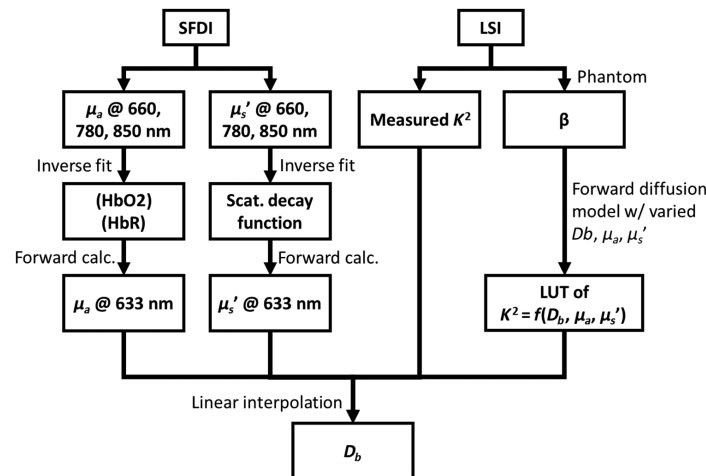 SFDI
LSI
Phantom
μa @ 660,
780, 850 nm
μs’ @ 660,
780, 850 nm
Measured K²
β
Inverse fit
Inverse fit
(HbO2)
(HbR)
Scat. decay
function
Forward diffusion
model w/ varied
Db, μa, μs’
Forward calc.
Forward calc.
μa @ 633 nm
μs’ @ 633 nm
LUT of
K² = f(Db, μa, μs’)
Linear interpolation
Db